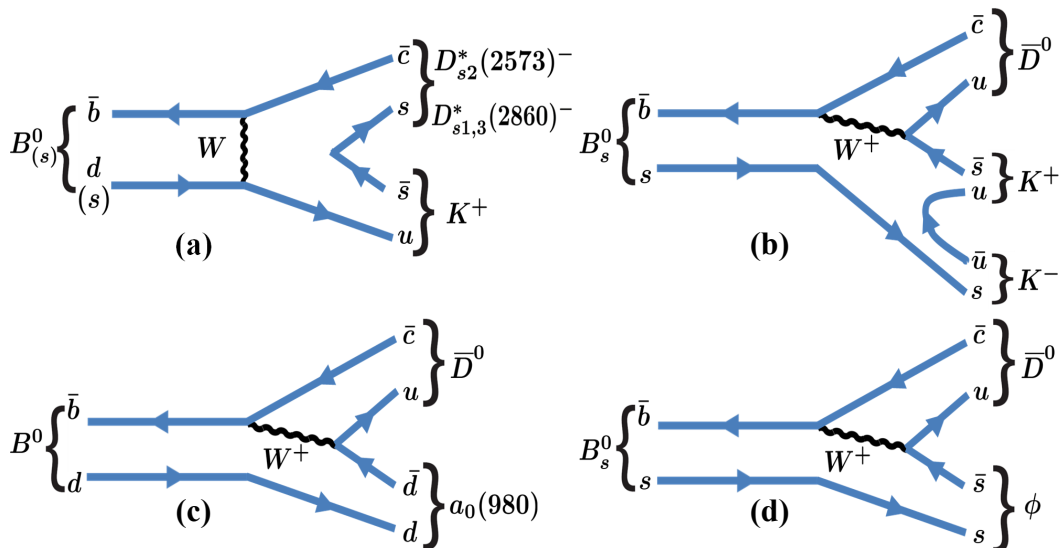 b̄
B⁰₍ₛ₎
d
(s)
W
c̄
D*ₛ₂(2573)⁻
s
D*ₛ₁,₃(2860)⁻
s̄
K⁺
u
(a)
b̄
B⁰ₛ
s
W⁺
c̄
D̅⁰
u
s̄
K⁺
u
ū
K⁻
s
(b)
b̄
B⁰
d
W⁺
c̄
D̅⁰
u
d̄
a₀(980)
d
(c)
b̄
B⁰ₛ
s
W⁺
c̄
D̅⁰
u
s̄
ϕ
s
(d)